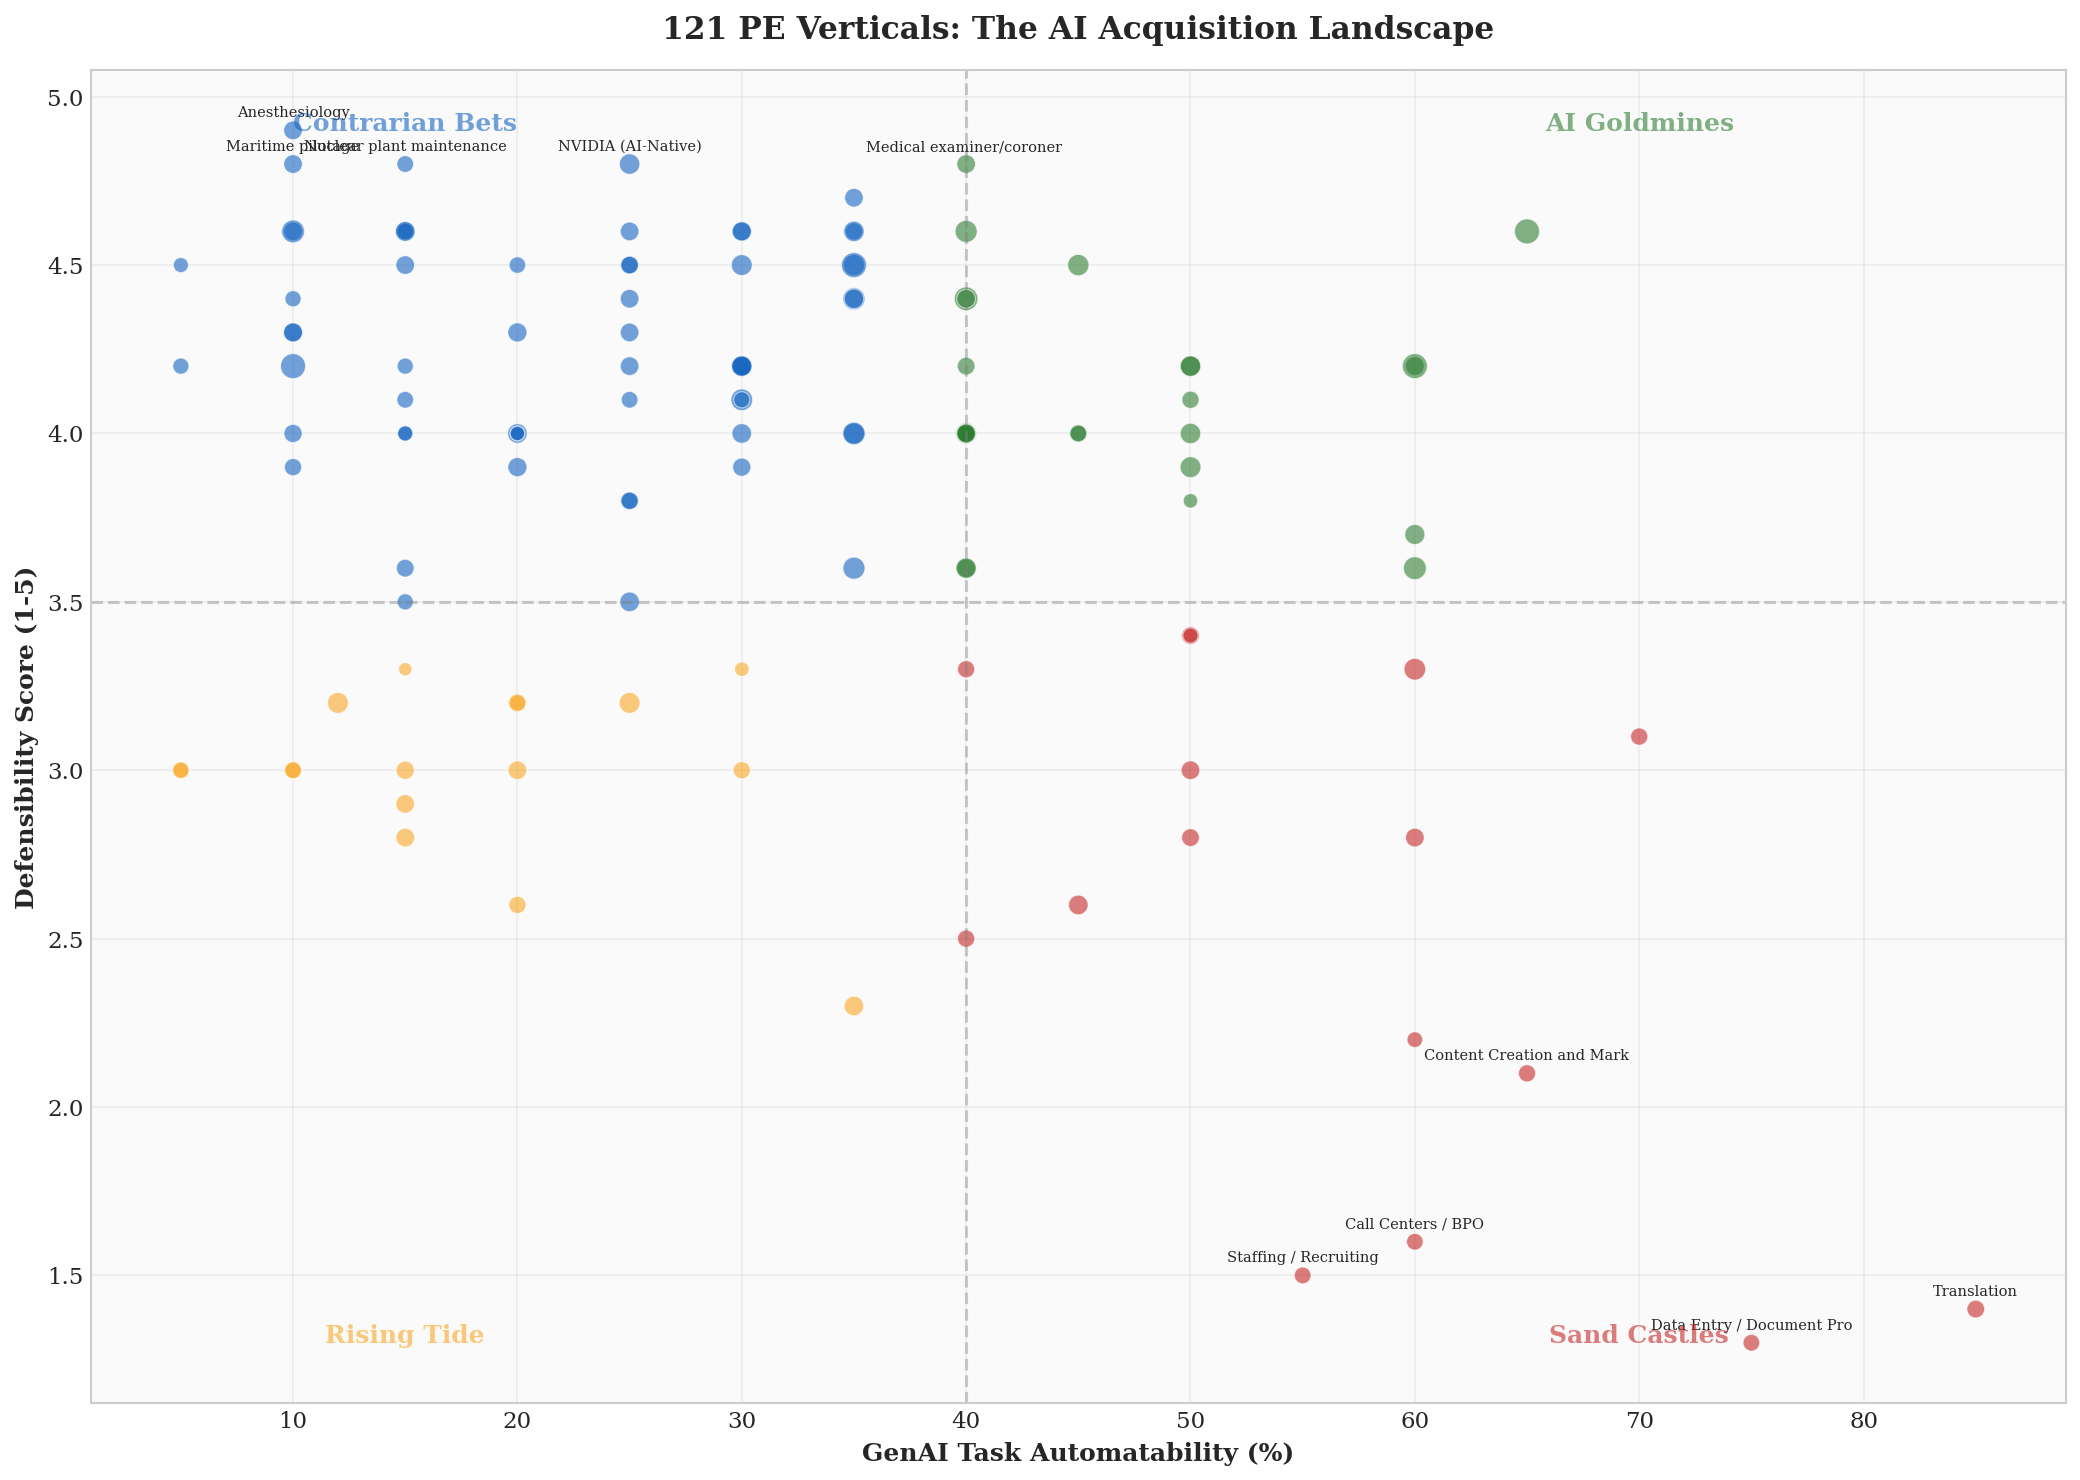 121 PE Verticals: The AI Acquisition Landscape
Anesthesiology
Contrarian Bets
AI Goldmines
Maritime pilotage
Nuclear plant maintenance
NVIDIA (AI-Native)
Medical examiner/coroner
5.0
4.5
4.0
3.5
3.0
2.5
2.0
1.5
Defensibility Score (1-5)
Content Creation and Mark
Call Centers / BPO
Staffing / Recruiting
Translation
Data Entry / Document Pro
Rising Tide
Sand Castles
10 20 30 40 50 60 70 80
GenAI Task Automatability (%)